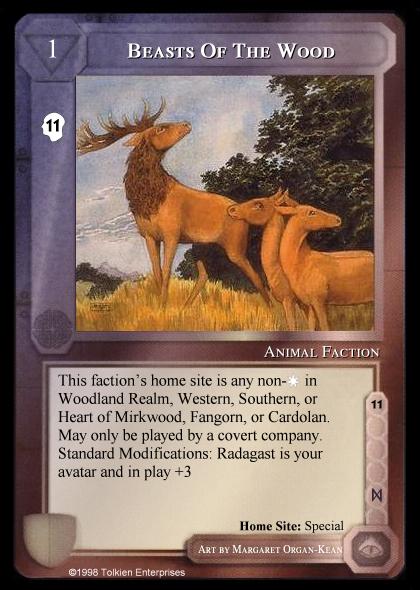 1
BEASTS OF THE WOOD
11
ANIMAL FACTION
This faction's home site is any non-☀ in
Woodland Realm, Western, Southern, or
Heart of Mirkwood, Fangorn, or Cardolan.
May only be played by a covert company.
Standard Modifications: Radagast is your
avatar and in play +3
11
Home Site: Special
ART BY MARGARET ORGAN-KEAN
©1998 Tolkien Enterprises